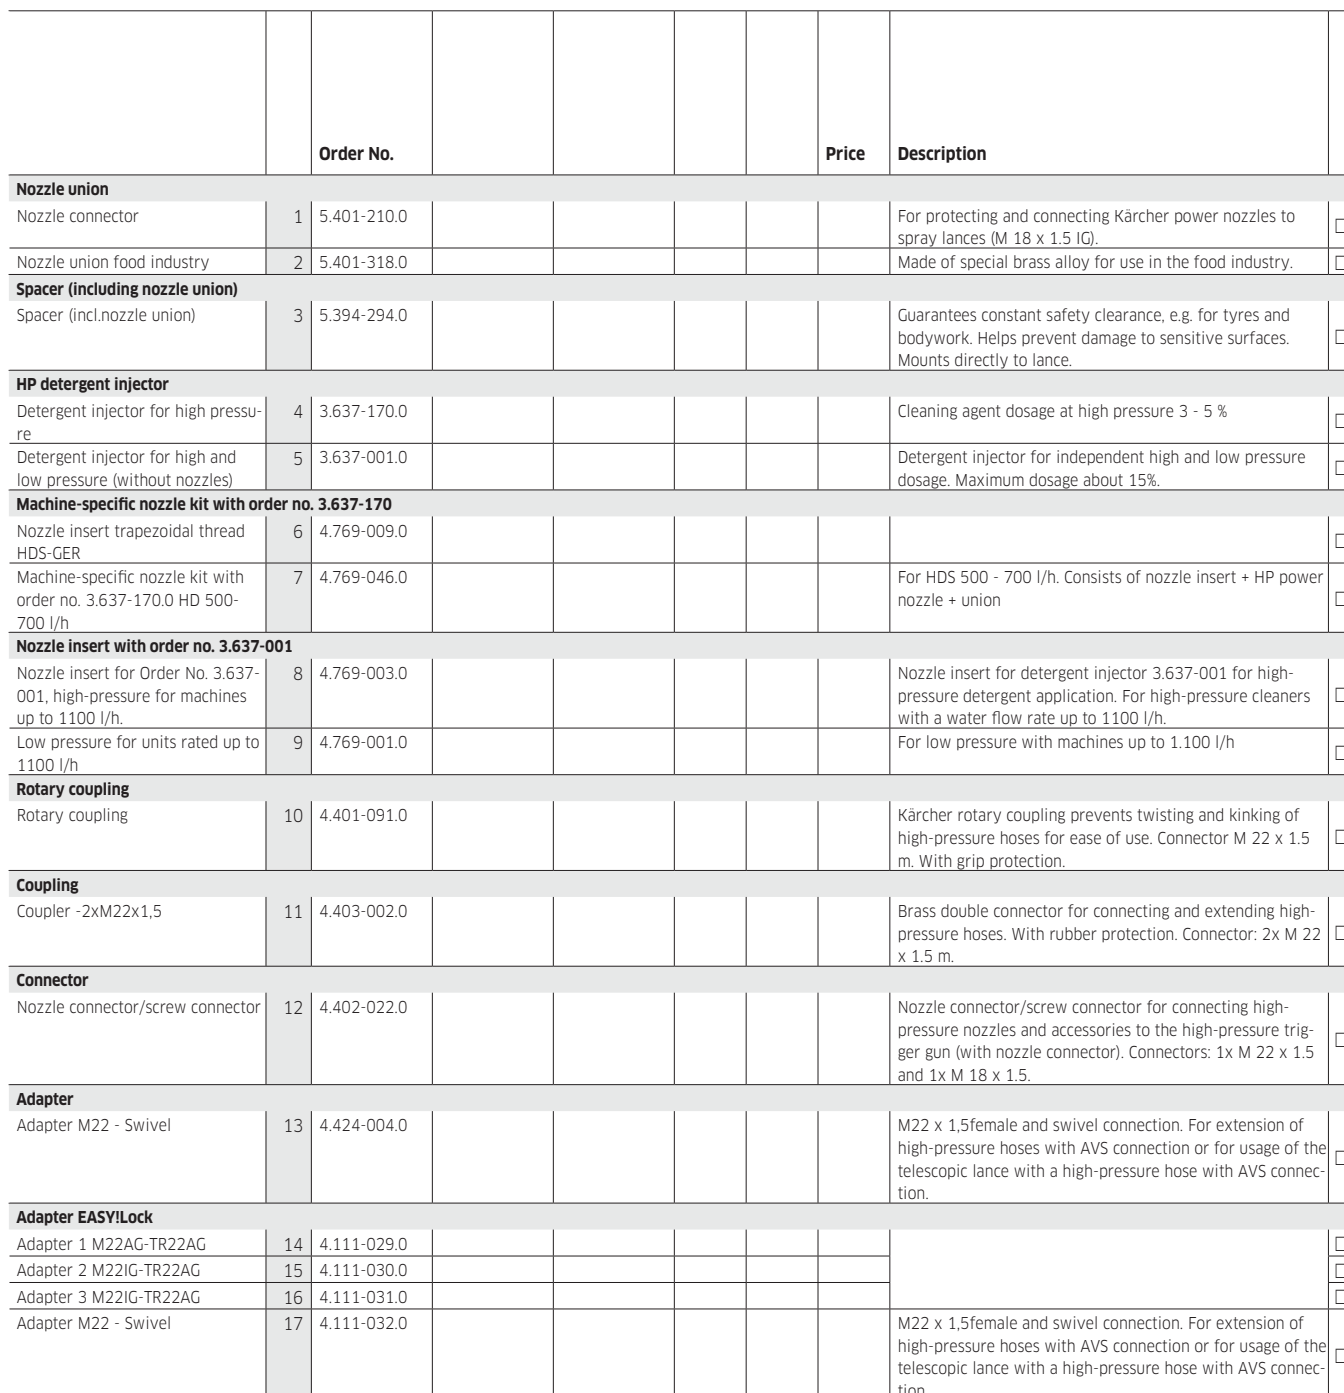 Order No. Price Description
Nozzle union
Nozzle connector 1 5.401-210.0 For protecting and connecting Kärcher power nozzles to
spray lances (M 18 x 1.5 IG).
Nozzle union food industry 2 5.401-318.0 Made of special brass alloy for use in the food industry.
Spacer (including nozzle union)
Spacer (incl.nozzle union) 3 5.394-294.0 Guarantees constant safety clearance, e.g. for tyres and
bodywork. Helps prevent damage to sensitive surfaces.
Mounts directly to lance.
HP detergent injector
Detergent injector for high pressu- 4 3.637-170.0 Cleaning agent dosage at high pressure 3 - 5 %
re
Detergent injector for high and 5 3.637-001.0 Detergent injector for independent high and low pressure
low pressure (without nozzles) dosage. Maximum dosage about 15%.
Machine-specific nozzle kit with order no. 3.637-170
Nozzle insert trapezoidal thread 6 4.769-009.0
HDS-GER
Machine-specific nozzle kit with 7 4.769-046.0 For HDS 500 - 700 l/h. Consists of nozzle insert + HP power
order no. 3.637-170.0 HD 500- nozzle + union
700 l/h
Nozzle insert with order no. 3.637-001
Nozzle insert for Order No. 3.637- 8 4.769-003.0 Nozzle insert for detergent injector 3.637-001 for high-
001, high-pressure for machines pressure detergent application. For high-pressure cleaners
up to 1100 l/h. with a water flow rate up to 1100 l/h.
Low pressure for units rated up to 9 4.769-001.0 For low pressure with machines up to 1.100 l/h
1100 l/h
Rotary coupling
Rotary coupling 10 4.401-091.0 Kärcher rotary coupling prevents twisting and kinking of
high-pressure hoses for ease of use. Connector M 22 x 1.5
m. With grip protection.
Coupling
Coupler -2xM22x1,5 11 4.403-002.0 Brass double connector for connecting and extending high-
pressure hoses. With rubber protection. Connector: 2x M 22
x 1.5 m.
Connector
Nozzle connector/screw connector 12 4.402-022.0 Nozzle connector/screw connector for connecting high-
pressure nozzles and accessories to the high-pressure trig-
ger gun (with nozzle connector). Connectors: 1x M 22 x 1.5
and 1x M 18 x 1.5.
Adapter
Adapter M22 - Swivel 13 4.424-004.0 M22 x 1,5female and swivel connection. For extension of
high-pressure hoses with AVS connection or for usage of the
telescopic lance with a high-pressure hose with AVS connec-
tion.
Adapter EASY!Lock
Adapter 1 M22AG-TR22AG 14 4.111-029.0
Adapter 2 M22IG-TR22AG 15 4.111-030.0
Adapter 3 M22IG-TR22AG 16 4.111-031.0
Adapter M22 - Swivel 17 4.111-032.0 M22 x 1,5female and swivel connection. For extension of
high-pressure hoses with AVS connection or for usage of the
telescopic lance with a high-pressure hose with AVS connec-
tion